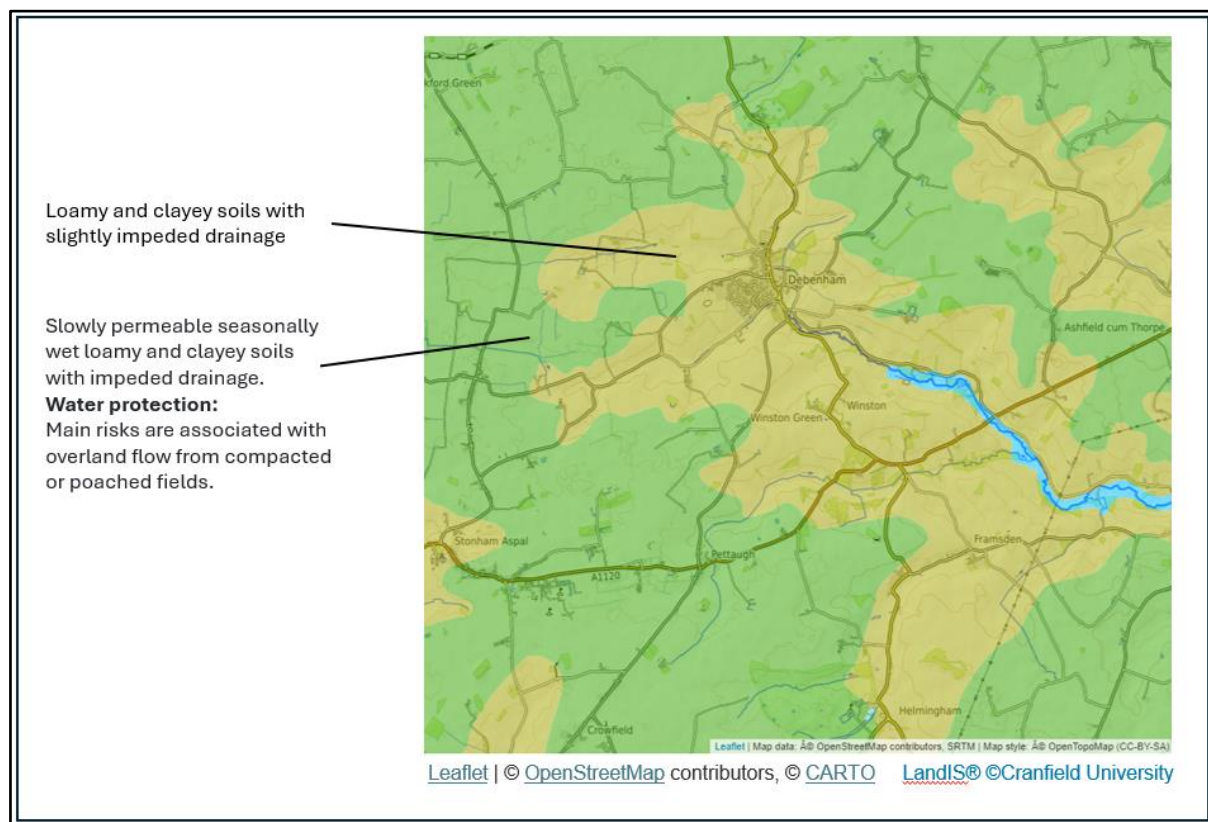 Loamy and clayey soils with
slightly impeded drainage
Slowly permeable seasonally
wet loamy and clayey soils
with impeded drainage.
Water protection:
Main risks are associated with
overland flow from compacted
or poached fields.
kford Green
Debenham
Ashfield cum Thorpe
Winston
Winston Green
Stonham Aspal
Pettaugh
Framsden
A1120
Helmingham
Crowfield
Leaflet | Map data: Â© OpenStreetMap contributors, SRTM | Map style: Â© OpenTopoMap (CC-BY-SA)
Leaflet | © OpenStreetMap contributors, © CARTO LandIS® ©Cranfield University